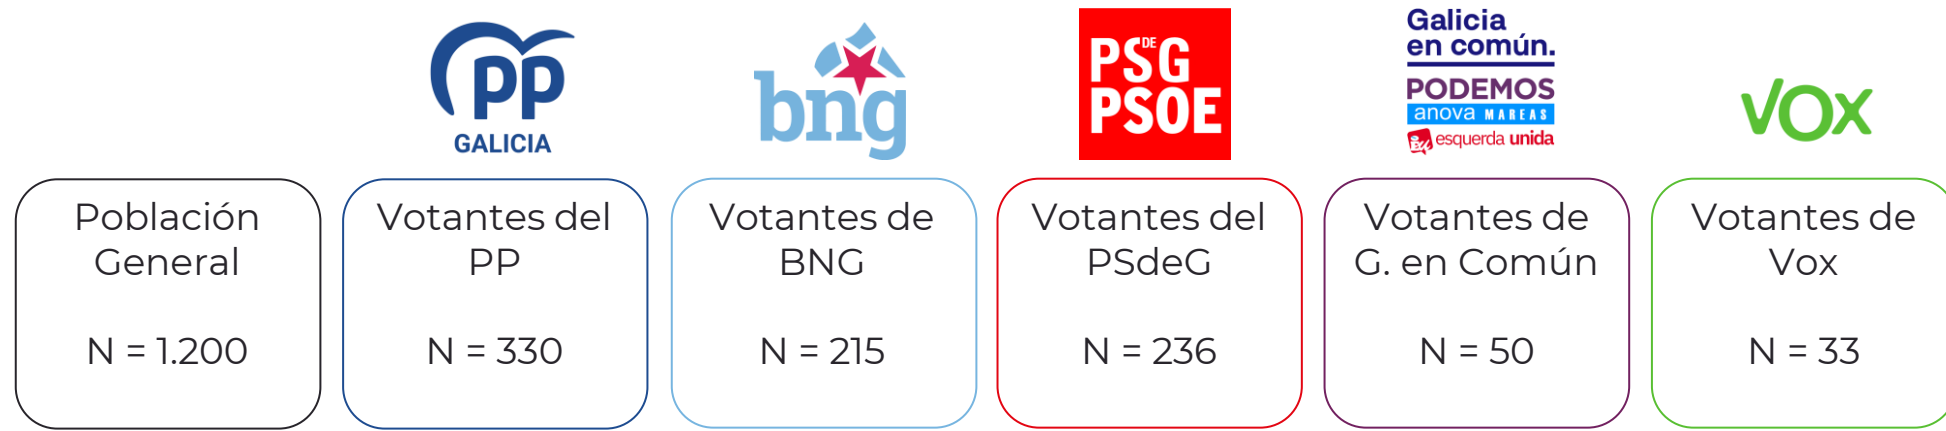 pp
GALICIA
bng
PSDEG
PSOE
Galicia
en común.
PODEMOS
anova MAREAS
esquerda unida
VOX
Población
General
N = 1.200
Votantes del
PP
N = 330
Votantes de
BNG
N = 215
Votantes del
PSdeG
N = 236
Votantes de
G. en Común
N = 50
Votantes de
Vox
N = 33